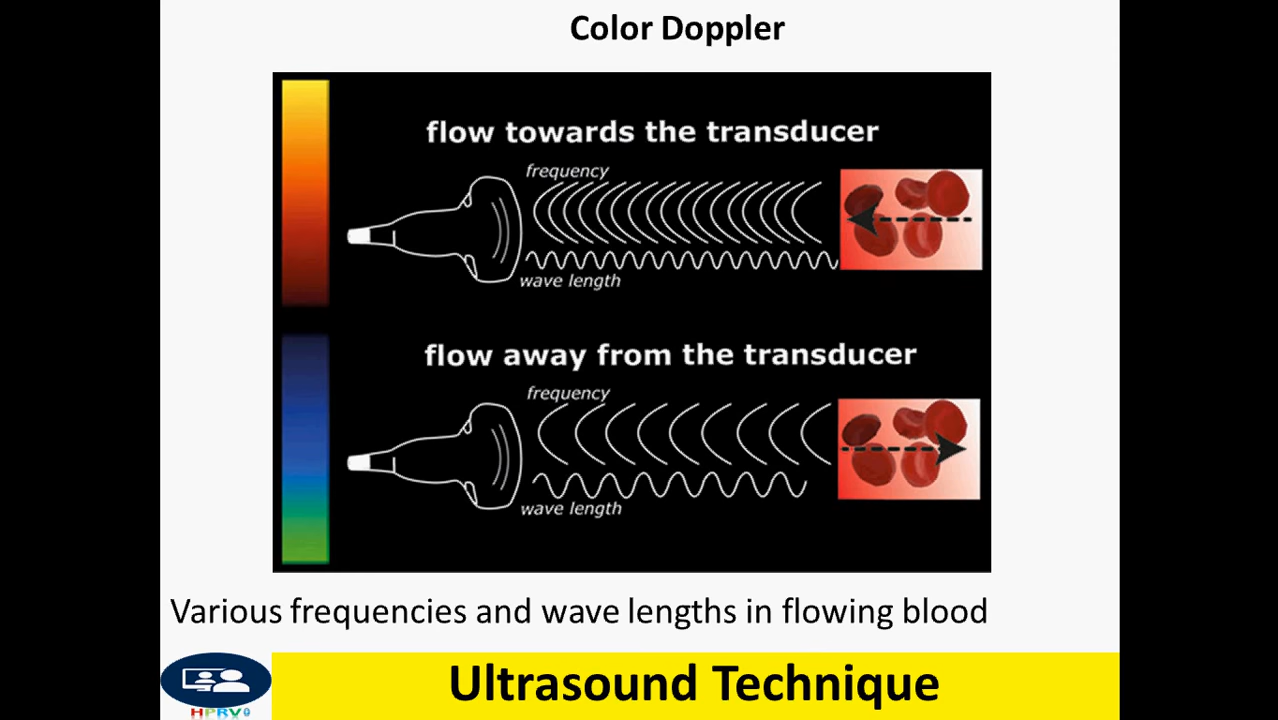 Color Doppler
flow towards the transducer
frequency
wave length
flow away from the transducer
frequency
wave length
Various frequencies and wave lengths in flowing blood
Ultrasound Technique
HPRV